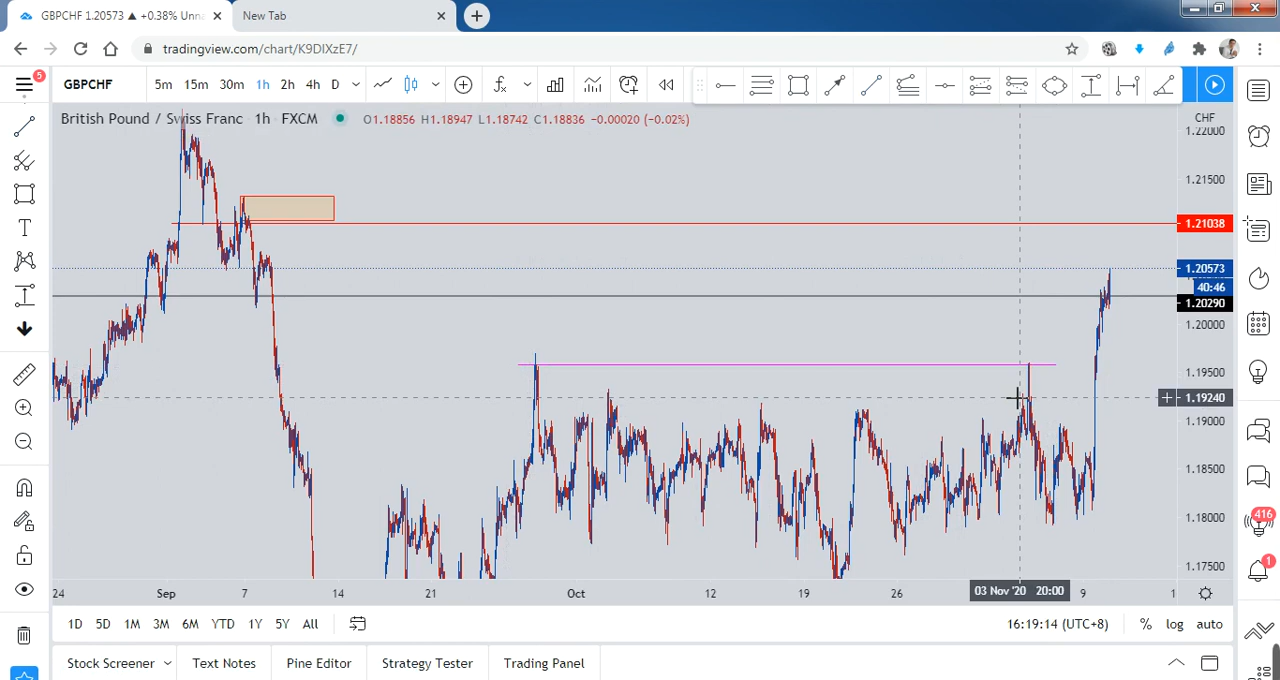 GBPCHF 1.20573 ▲ +0.38% Unna
New Tab
tradingview.com/chart/K9DIXzE7/
5
GBPCHF
5m 15m 30m 1h 2h 4h D
British Pound / Swiss Franc 1h FXCM
O1.18856 H1.18947 L1.18742 C1.18836 −0.00020 (−0.02%)
CHF
1.22000
1.21500
1.21038
1.20573
40:46
1.20290
1.20000
1.19500
1.19240
1.19000
1.18500
1.18000
1.17500
24 Sep 7 14 21 Oct 12 19 26 03 Nov '20 20:00 9 1
1D 5D 1M 3M 6M YTD 1Y 5Y All
16:19:14 (UTC+8) % log auto
Stock Screener Text Notes Pine Editor Strategy Tester Trading Panel
T
416
1